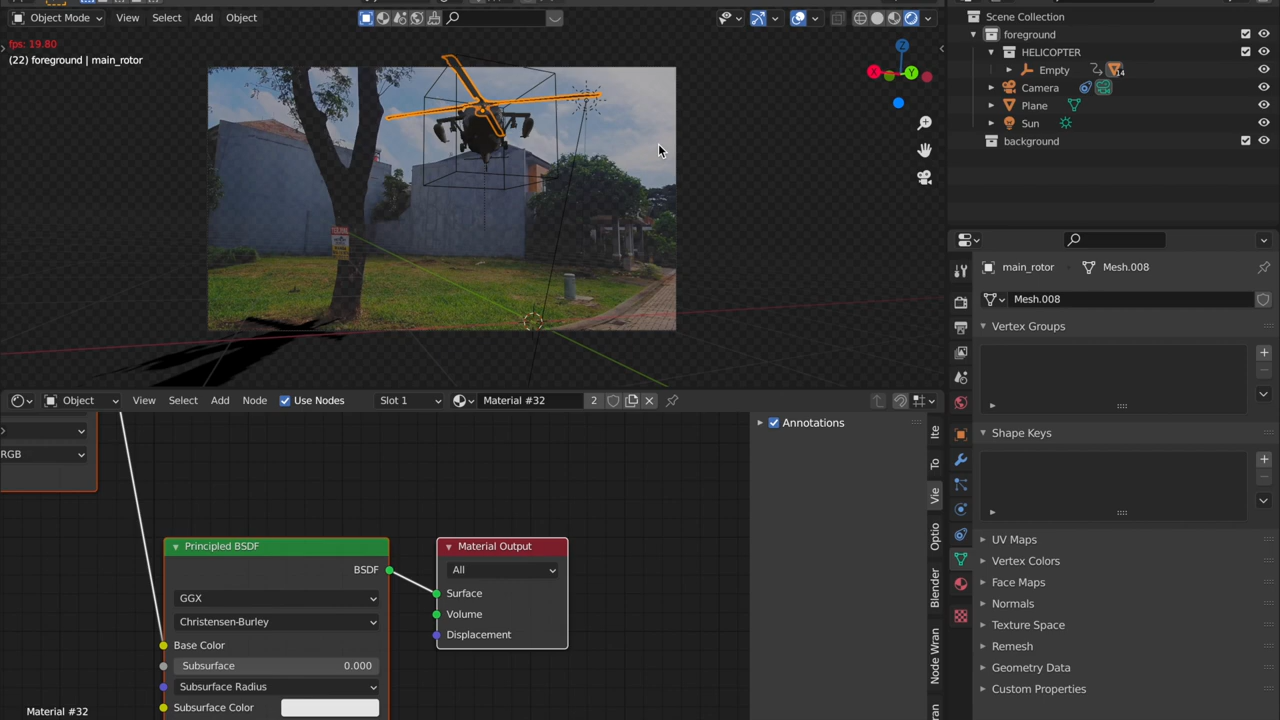 Object Mode View Select Add Object
fps: 19.80
(22) foreground | main_rotor
Z
X
Y
Scene Collection
foreground
HELICOPTER
Empty 14
Camera
Plane
Sun
background
main_rotor Mesh.008
Mesh.008
Vertex Groups
Shape Keys
UV Maps
Vertex Colors
Face Maps
Normals
Texture Space
Remesh
Geometry Data
Custom Properties
Object View Select Add Node Use Nodes Slot 1 Material #32 2
Annotations
Ite
To
Vie
Optio
Blender
Node Wran
RGB
Principled BSDF
BSDF
GGX
Christensen-Burley
Base Color
Subsurface 0.000
Subsurface Radius
Subsurface Color
Material Output
All
Surface
Volume
Displacement
Material #32